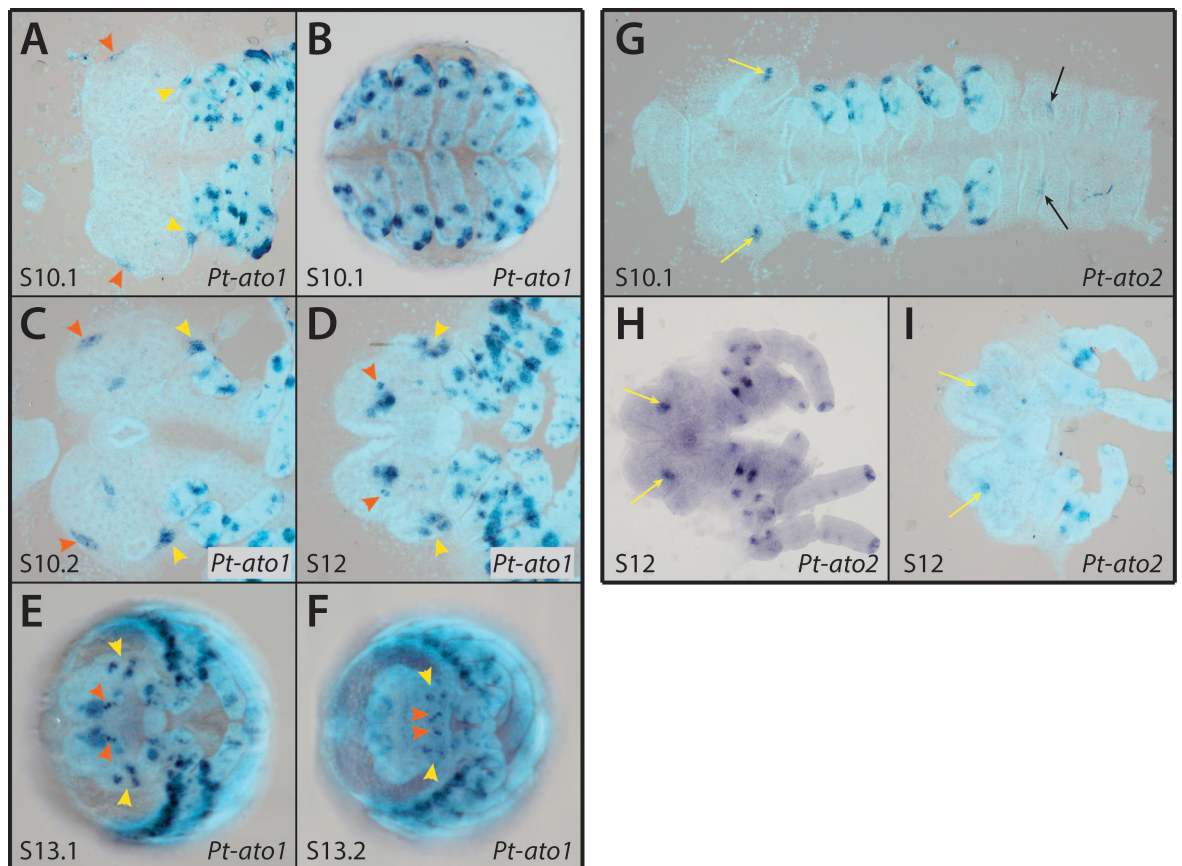 A
S10.1 Pt-ato1
B
S10.1 Pt-ato1
C
S10.2 Pt-ato1
D
S12 Pt-ato1
E
S13.1 Pt-ato1
F
S13.2 Pt-ato1
G
S10.1 Pt-ato2
H
S12 Pt-ato2
I
S12 Pt-ato2